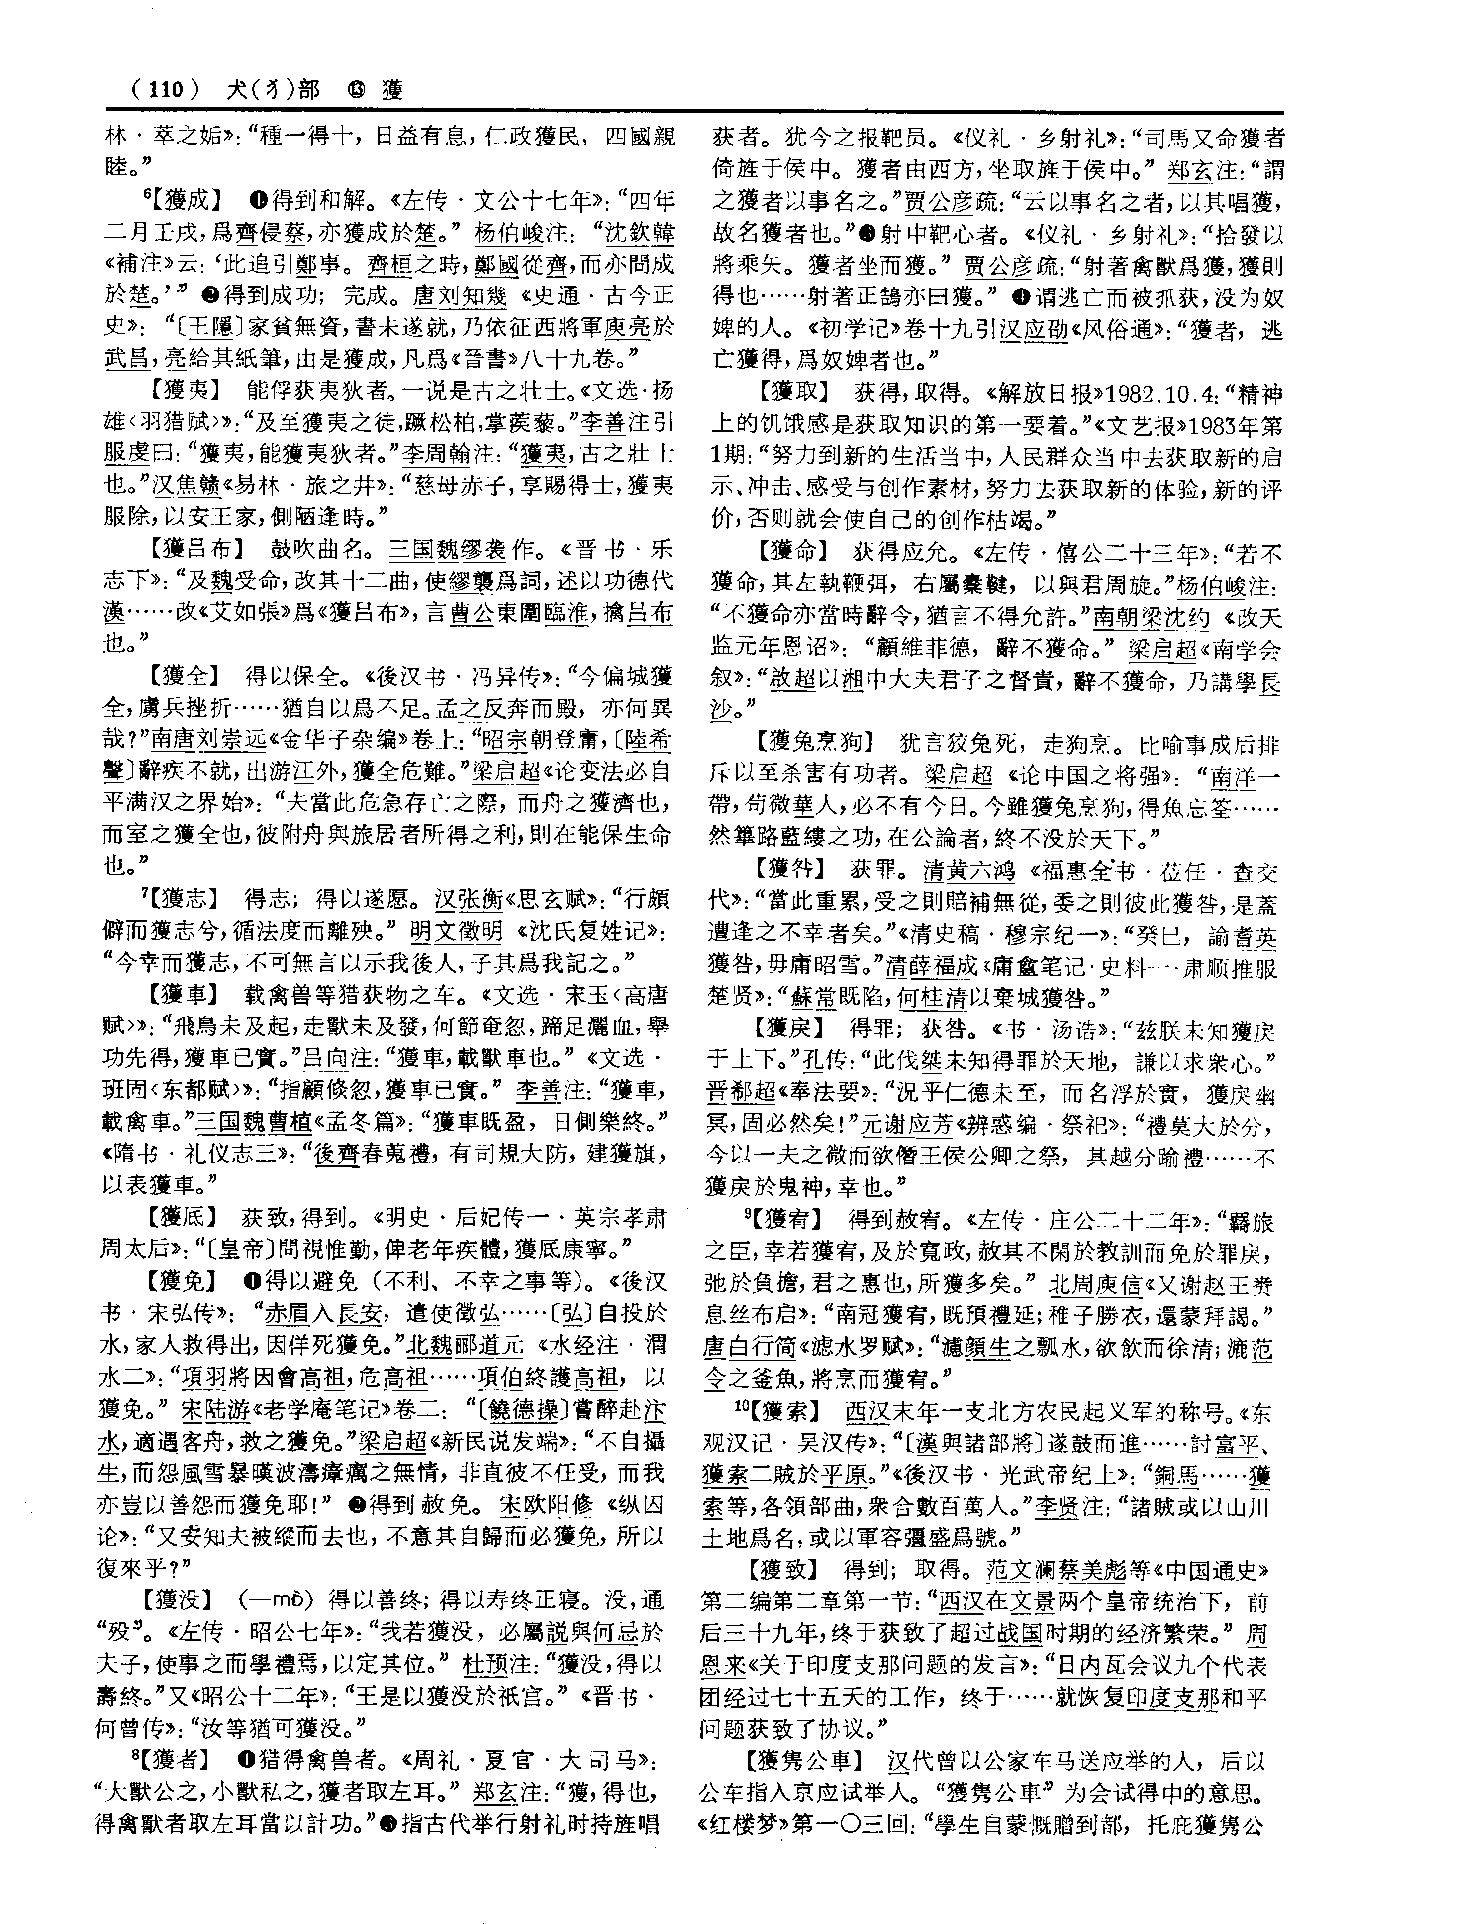 （110） 犬(犭)部 ⓭ 獲
林·萃之姤》：“種一得十，日益有息，仁政獲民，四國親
睦。”
⁶【獲成】 ❶得到和解。《左传·文公十七年》：“四年
二月壬戌，爲齊侵蔡，亦獲成於楚。”杨伯峻注：“沈欽韓
《補注》云：‘此追引鄭事。齊桓之時，鄭國從齊，而亦間成
於楚。’”❷得到成功；完成。唐刘知幾《史通·古今正
史》：“〔王隱〕家貧無資，書未遂就，乃依征西將軍庾亮於
武昌，亮給其紙筆，由是獲成，凡爲《晉書》八十九卷。”
【獲夷】 能俘获夷狄者。一说是古之壮士。《文选·扬
雄〈羽猎赋〉》：“及至獲夷之徒，蹶松柏，掌蒺藜。”李善注引
服虔曰：“獲夷，能獲夷狄者。”李周翰注：“獲夷，古之壯士
也。”汉焦赣《易林·旅之井》：“慈母赤子，享賜得士，獲夷
服除，以安王家，側陋逢時。”
【獲吕布】 鼓吹曲名。三国魏缪袭作。《晋书·乐
志下》：“及魏受命，改其十二曲，使繆襲爲詞，述以功德代
漢……改《艾如張》爲《獲吕布》，言曹公東圍臨淮，擒吕布
也。”
【獲全】 得以保全。《後汉书·冯异传》：“今偏城獲
全，虜兵挫折……猶自以爲不足。孟之反奔而殿，亦何異
哉？”南唐刘崇远《金华子杂编》卷上：“昭宗朝登庸，〔陸希
聲〕辭疾不就，出游江外，獲全危難。”梁启超《论变法必自
平满汉之界始》：“夫當此危急存亡之際，而舟之獲濟也，
而室之獲全也，彼附舟與旅居者所得之利，則在能保生命
也。”
⁷【獲志】 得志；得以遂愿。汉张衡《思玄赋》：“行頗
僻而獲志兮，循法度而離殃。”明文徵明《沈氏复姓记》：
“今幸而獲志，不可無言以示我後人，子其爲我記之。”
【獲車】 载禽兽等猎获物之车。《文选·宋玉〈高唐
赋〉》：“飛鳥未及起，走獸未及發，何節奄忽，蹄足灑血，舉
功先得，獲車已實。”吕向注：“獲車，載獸車也。”《文选·
班固〈东都赋〉》：“指顧倏忽，獲車已實。”李善注：“獲車，
載禽車。”三国魏曹植《孟冬篇》：“獲車既盈，日側樂終。”
《隋书·礼仪志三》：“後齊春蒐禮，有司規大防，建獲旗，
以表獲車。”
【獲底】 获致，得到。《明史·后妃传一·英宗孝肃
周太后》：“〔皇帝〕問視惟勤，俾老年疾體，獲底康寧。”
【獲免】 ❶得以避免（不利、不幸之事等）。《後汉
书·宋弘传》：“赤眉入長安，遣使徵弘……〔弘〕自投於
水，家人救得出，因佯死獲免。”北魏郦道元《水经注·渭
水二》：“項羽將因會高祖，危高祖……項伯終護高祖，以
獲免。”宋陆游《老学庵笔记》卷二：“〔饒德操〕嘗醉赴汴
水，適遇客舟，救之獲免。”梁启超《新民说发端》：“不自攝
生，而怨風雪暴暵波濤瘴癘之無情，非直彼不任受，而我
亦豈以善怨而獲免耶！”❷得到赦免。宋欧阳修《纵囚
论》：“又安知夫被縱而去也，不意其自歸而必獲免，所以
復來乎？”
【獲没】（—mò）得以善终；得以寿终正寝。没，通
“殁”。《左传·昭公七年》：“我若獲没，必屬説與何忌於
夫子，使事之而學禮焉，以定其位。”杜预注：“獲没，得以
壽終。”又《昭公十二年》：“王是以獲没於祇宫。”《晋书·
何曾传》：“汝等猶可獲没。”
⁸【獲者】 ❶猎得禽兽者。《周礼·夏官·大司马》：
“大獸公之，小獸私之，獲者取左耳。”郑玄注：“獲，得也，
得禽獸者取左耳當以計功。”❷指古代举行射礼时持旌唱
获者。犹今之报靶员。《仪礼·乡射礼》：“司馬又命獲者
倚旌于侯中。獲者由西方，坐取旌于侯中。”郑玄注：“謂
之獲者以事名之。”贾公彦疏：“云以事名之者，以其唱獲，
故名獲者也。”❸射中靶心者。《仪礼·乡射礼》：“拾發以
將乘矢。獲者坐而獲。”贾公彦疏：“射著禽獸爲獲，獲則
得也……射著正鵠亦曰獲。”❹谓逃亡而被抓获，没为奴
婢的人。《初学记》卷十九引汉应劭《风俗通》：“獲者，逃
亡獲得，爲奴婢者也。”
【獲取】 获得，取得。《解放日报》1982.10.4：“精神
上的饥饿感是获取知识的第一要着。”《文艺报》1983年第
1期：“努力到新的生活当中，人民群众当中去获取新的启
示、冲击、感受与创作素材，努力去获取新的体验，新的评
价，否则就会使自己的创作枯竭。”
【獲命】 获得应允。《左传·僖公二十三年》：“若不
獲命，其左執鞭弭，右屬櫜鞬，以與君周旋。”杨伯峻注：
“不獲命亦當時辭令，猶言不得允許。”南朝梁沈约《改天
监元年恩诏》：“顧維菲德，辭不獲命。”梁启超《南学会
叙》：“啟超以湘中大夫君子之督責，辭不獲命，乃講學長
沙。”
【獲兔烹狗】 犹言狡兔死，走狗烹。比喻事成后排
斥以至杀害有功者。梁启超《论中国之将强》：“南洋一
帶，苟微華人，必不有今日。今雖獲兔烹狗，得魚忘筌……
然篳路藍縷之功，在公論者，終不没於天下。”
【獲咎】 获罪。清黄六鸿《福惠全书·莅任·查交
代》：“當此重累，受之則賠補無從，委之則彼此獲咎，是蓋
遭逢之不幸者矣。”《清史稿·穆宗纪一》：“癸巳，諭耆英
獲咎，毋庸昭雪。”清薛福成《庸盦笔记·史料一·肃顺推服
楚贤》：“蘇常既陷，何桂清以棄城獲咎。”
【獲戾】 得罪；获咎。《书·汤诰》：“兹朕未知獲戾
于上下。”孔传：“此伐桀未知得罪於天地，謙以求衆心。”
晋郗超《奉法要》：“況乎仁德未至，而名浮於實，獲戾幽
冥，固必然矣！”元谢应芳《辨惑编·祭祀》：“禮莫大於分，
今以一夫之微而欲僭王侯公卿之祭，其越分踰禮……不
獲戾於鬼神，幸也。”
⁹【獲宥】 得到赦宥。《左传·庄公二十二年》：“羈旅
之臣，幸若獲宥，及於寬政，赦其不閑於教訓而免於罪戾，
弛於負擔，君之惠也，所獲多矣。”北周庾信《又谢赵王赉
息丝布启》：“南冠獲宥，既預禮延；稚子勝衣，還蒙拜謁。”
唐白行简《滤水罗赋》：“濾顔生之瓢水，欲飲而徐清；漉范
令之釜魚，將烹而獲宥。”
¹⁰【獲索】 西汉末年一支北方农民起义军的称号。《东
观汉记·吴汉传》：“〔漢與諸部將〕遂鼓而進……討富平、
獲索二賊於平原。”《後汉书·光武帝纪上》：“銅馬……獲
索等，各領部曲，衆合數百萬人。”李贤注：“諸賊或以山川
土地爲名，或以軍容彊盛爲號。”
【獲致】 得到；取得。范文澜蔡美彪等《中国通史》
第二编第二章第一节：“西汉在文景两个皇帝统治下，前
后三十九年，终于获致了超过战国时期的经济繁荣。”周
恩来《关于印度支那问题的发言》：“日内瓦会议九个代表
团经过七十五天的工作，终于……就恢复印度支那和平
问题获致了协议。”
【獲隽公車】 汉代曾以公家车马送应举的人，后以
公车指入京应试举人。“獲隽公車”为会试得中的意思。
《红楼梦》第一〇三回：“學生自蒙慨贈到都，托庇獲隽公